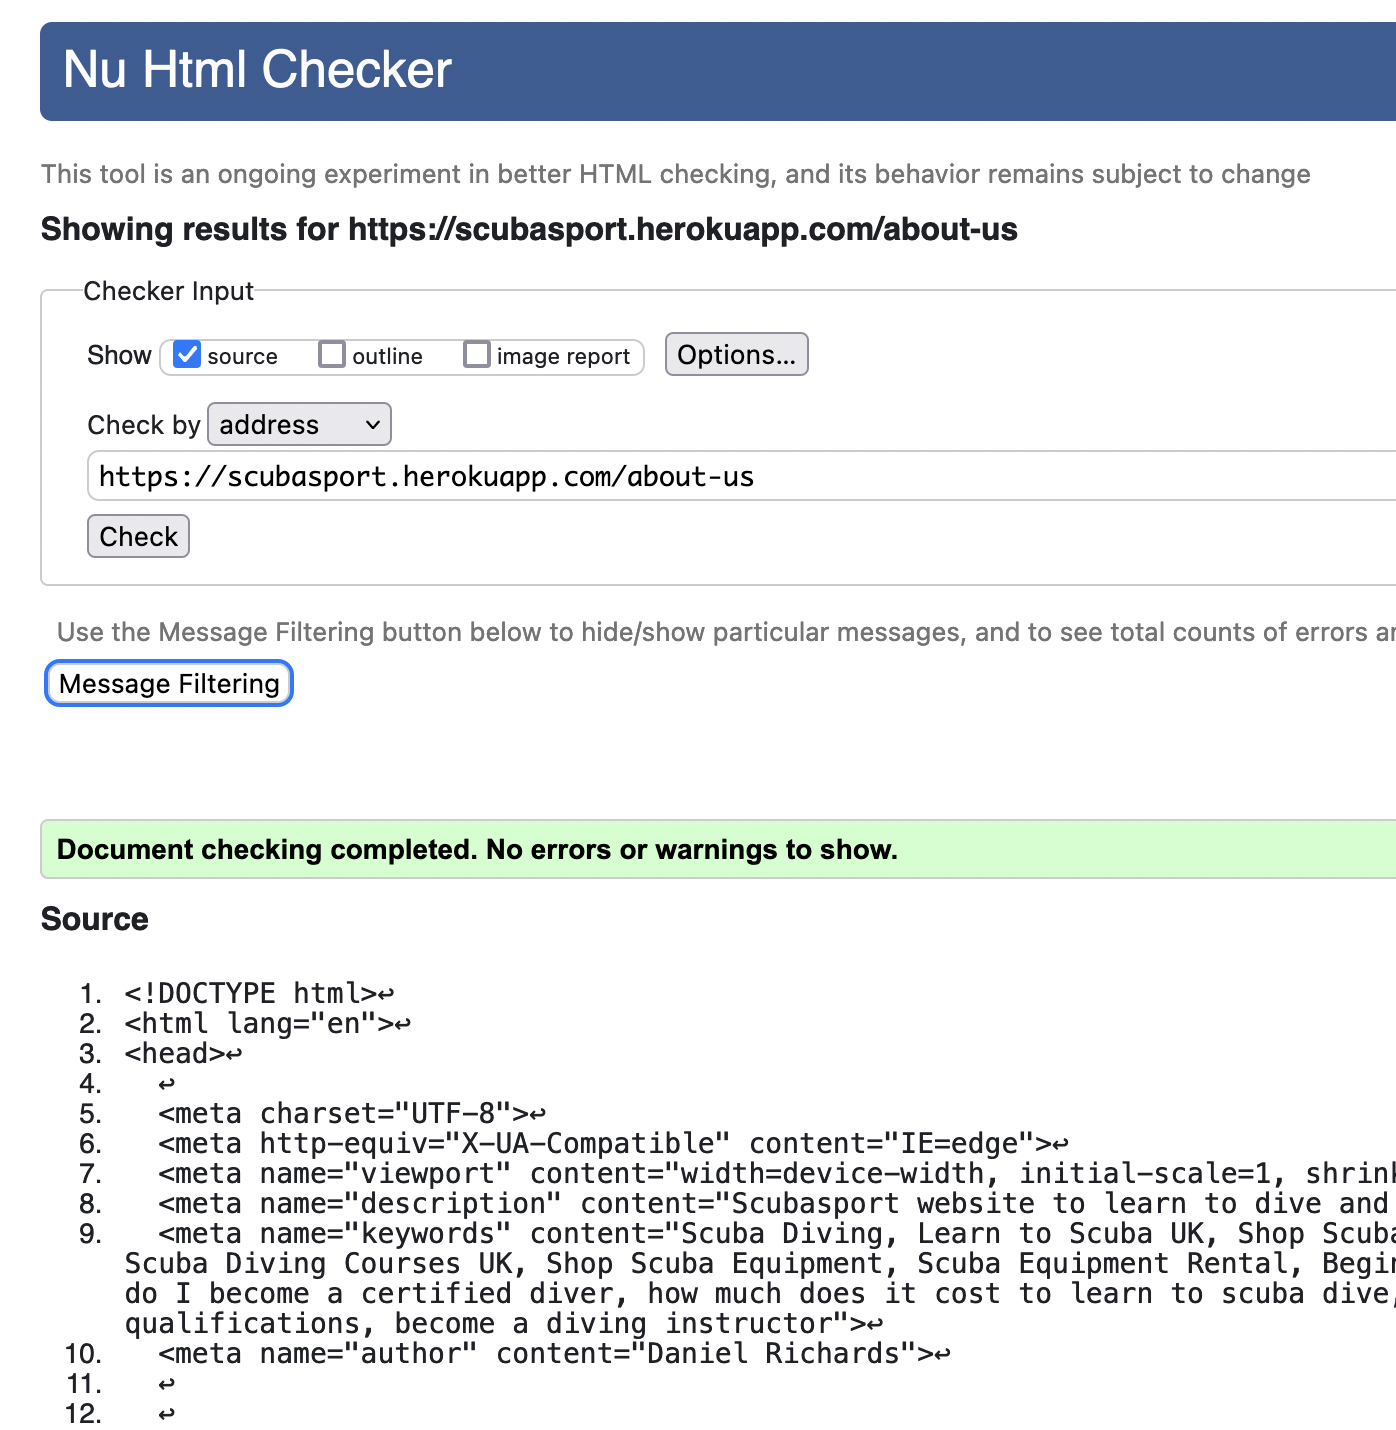 Nu Html Checker
This tool is an ongoing experiment in better HTML checking, and its behavior remains subject to change
Showing results for https://scubasport.herokuapp.com/about-us
Checker Input
Show source outline image report Options...
Check by address
https://scubasport.herokuapp.com/about-us
Check
Use the Message Filtering button below to hide/show particular messages, and to see total counts of errors
Message Filtering
Document checking completed. No errors or warnings to show.
Source
1. <!DOCTYPE html>↩
2. <html lang="en">↩
3. <head>↩
4. ↩
5. <meta charset="UTF-8">↩
6. <meta http-equiv="X-UA-Compatible" content="IE=edge">↩
7. <meta name="viewport" content="width=device-width, initial-scale=1,
8. <meta name="description" content="Scubasport website to learn to dive and
9. <meta name="keywords" content="Scuba Diving, Learn to Scuba UK, Shop
Scuba Diving Courses UK, Shop Scuba Equipment, Scuba Equipment Rental,
do I become a certified diver, how much does it cost to learn to scuba dive,
qualifications, become a diving instructor">↩
10. <meta name="author" content="Daniel Richards">↩
11. ↩
12. ↩